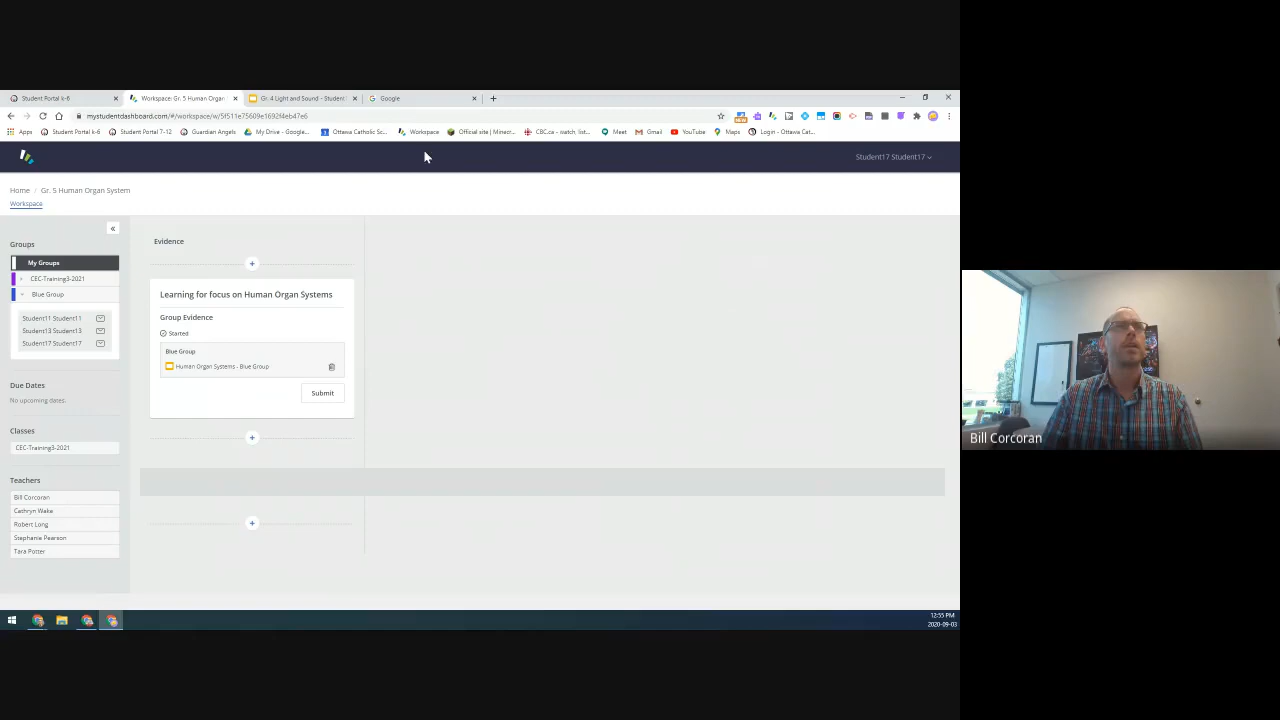 Student Portal k-6
Workspace: Gr. 5 Human Organ
Gr. 4 Light and Sound - Student
Google
mystudentdashboard.com/#/workspace/w/5f511e75609e1692f4eb47e6
Apps
Student Portal k-6
Student Portal 7-12
Guardian Angels
My Drive - Google...
Ottawa Catholic Sc...
Workspace
Official site | Minecr...
CBC.ca - watch, list...
Meet
Gmail
YouTube
Maps
Login - Ottawa Cat...
Student17 Student17
Home / Gr. 5 Human Organ System
Workspace
Groups
My Groups
CEC-Training3-2021
Blue Group
Student11 Student11
Student13 Student13
Student17 Student17
Due Dates
No upcoming dates.
Classes
CEC-Training3-2021
Teachers
Bill Corcoran
Cathryn Wake
Robert Long
Stephanie Pearson
Tara Potter
Evidence
Learning for focus on Human Organ Systems
Group Evidence
Started
Blue Group
Human Organ Systems - Blue Group
Submit
12:55 PM
2020-09-03
Bill Corcoran